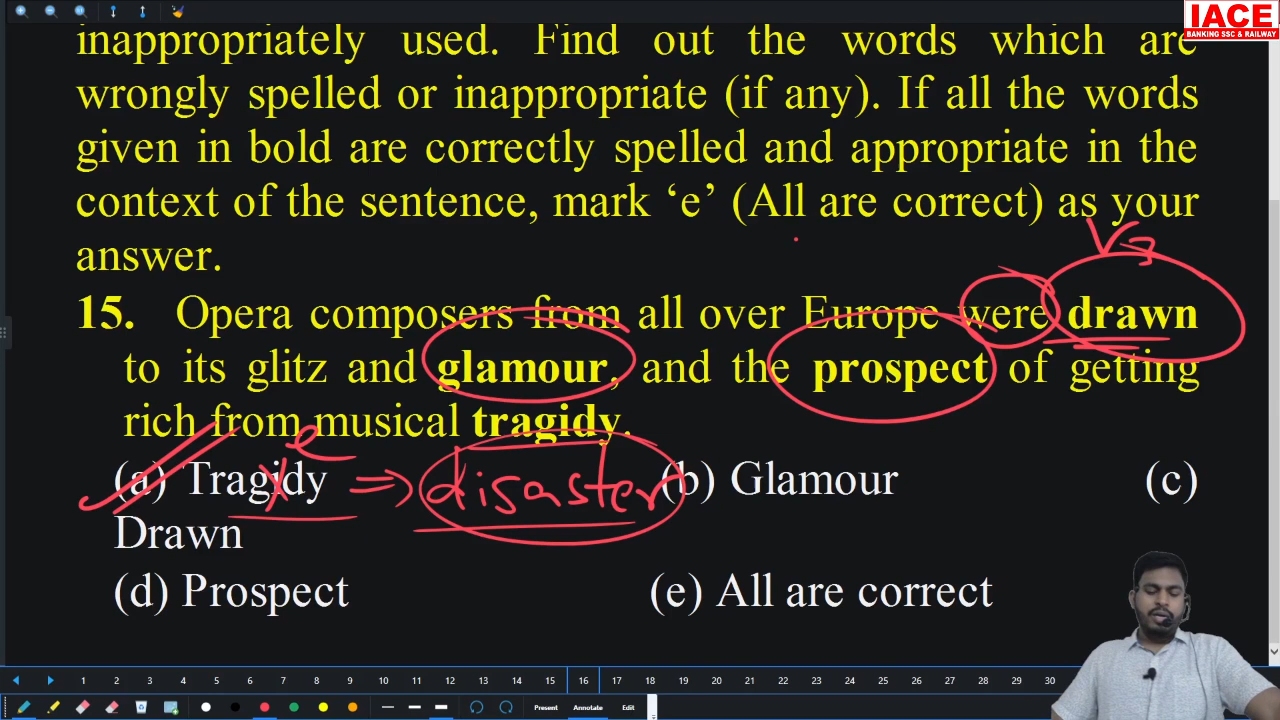 IACE
BANKING SSC & RAILWAY
inappropriately used. Find out the words which are
wrongly spelled or inappropriate (if any). If all the words
given in bold are correctly spelled and appropriate in the
context of the sentence, mark ‘e’ (All are correct) as your
answer.
V3
15. Opera composers from all over Europe were drawn
to its glitz and glamour, and the prospect of getting
rich from musical tragidy.
e
(a) Tragidy => disaster (b) Glamour (c)
Drawn
(d) Prospect (e) All are correct
1 2 3 4 5 6 7 8 9 10 11 12 13 14 15 16 17 18 19 20 21 22 23 24 25 26 27 28 29 30
Present Annotate Edit